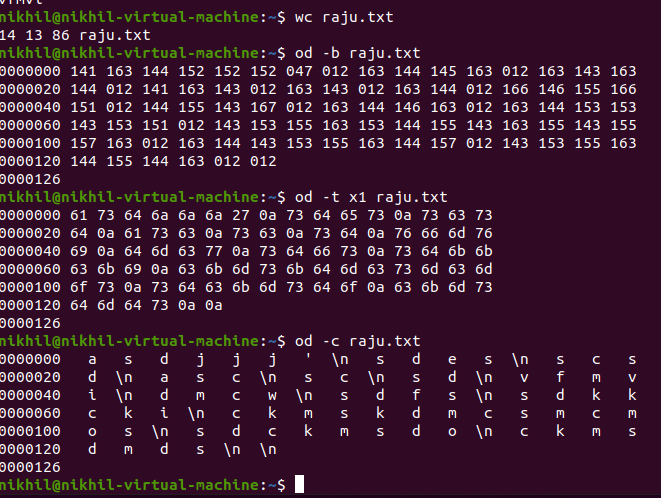 nikhil@nikhil-virtual-machine:~$ wc raju.txt
14 13 86 raju.txt
nikhil@nikhil-virtual-machine:~$ od -b raju.txt
0000000 141 163 144 152 152 152 047 012 163 144 145 163 012 163 143 163
0000020 144 012 141 163 143 012 163 143 012 163 144 012 166 146 155 166
0000040 151 012 144 155 143 167 012 163 144 146 163 012 163 144 153 153
0000060 143 153 151 012 143 153 155 163 153 144 155 143 163 155 143 155
0000100 157 163 012 163 144 143 153 155 163 144 157 012 143 153 155 163
0000120 144 155 144 163 012 012
0000126
nikhil@nikhil-virtual-machine:~$ od -t x1 raju.txt
0000000 61 73 64 6a 6a 6a 27 0a 73 64 65 73 0a 73 63 73
0000020 64 0a 61 73 63 0a 73 63 0a 73 64 0a 76 66 6d 76
0000040 69 0a 64 6d 63 77 0a 73 64 66 73 0a 73 64 6b 6b
0000060 63 6b 69 0a 63 6b 6d 73 6b 64 6d 63 73 6d 63 6d
0000100 6f 73 0a 73 64 63 6b 6d 73 64 6f 0a 63 6b 6d 73
0000120 64 6d 64 73 0a 0a
0000126
nikhil@nikhil-virtual-machine:~$ od -c raju.txt
0000000 a s d j j j ' \n s d e s \n s c s
0000020 d \n a s c \n s c \n s d \n v f m v
0000040 i \n d m c w \n s d f s \n s d k k
0000060 c k i \n c k m s k d m c s m c m
0000100 o s \n s d c k m s d o \n c k m s
0000120 d m d s \n \n
0000126
nikhil@nikhil-virtual-machine:~$